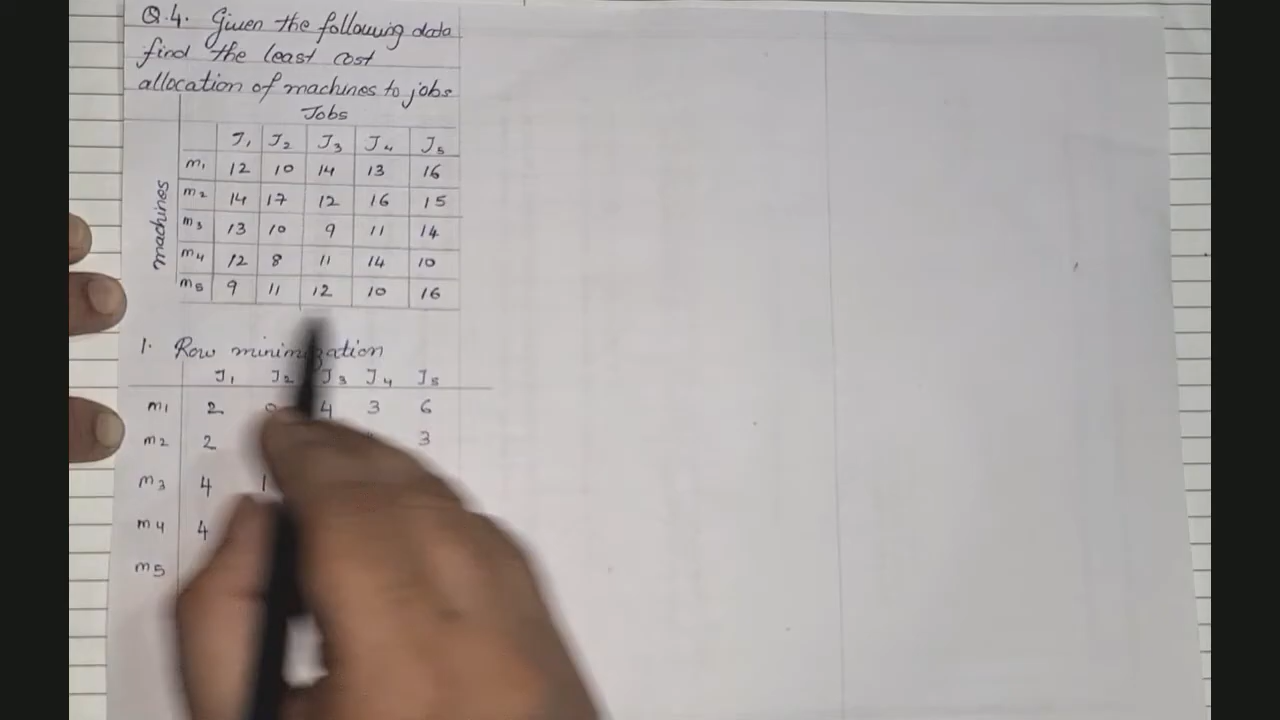 Q.4. Given the following data
find the least cost
allocation of machines to jobs
Jobs
J1 J2 J3 J4 J5
machines
m1 12 10 14 13 16
m2 14 17 12 16 15
m3 13 10 9 11 14
m4 12 8 11 14 10
m5 9 11 12 10 16
1. Row minimization
J1 J2 J3 J4 J5
m1 2 0 4 3 6
m2 2 3
m3 4 1
m4 4
m5